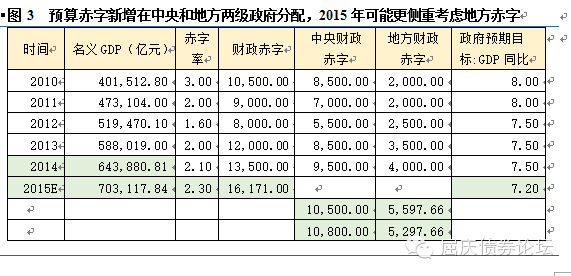 图 3 预算赤字新增在中央和地方两级政府分配，2015 年可能更侧重考虑地方赤字
时间 名义 GDP（亿元） 赤字率 财政赤字 中央财政赤字 地方财政赤字 政府预期目标:GDP 同比
2010 401,512.80 3.00 10,500.00 8,500.00 2,000.00 8.00
2011 473,104.00 2.00 9,000.00 7,000.00 2,000.00 8.00
2012 519,470.10 1.60 8,000.00 5,500.00 2,500.00 7.50
2013 588,019.00 2.00 12,000.00 8,500.00 3,500.00 7.50
2014 643,880.81 2.10 13,500.00 9,500.00 4,000.00 7.50
2015E 703,117.84 2.30 16,171.00 7.20
10,500.00 5,597.66
10,800.00 5,297.66
屈庆债券论坛